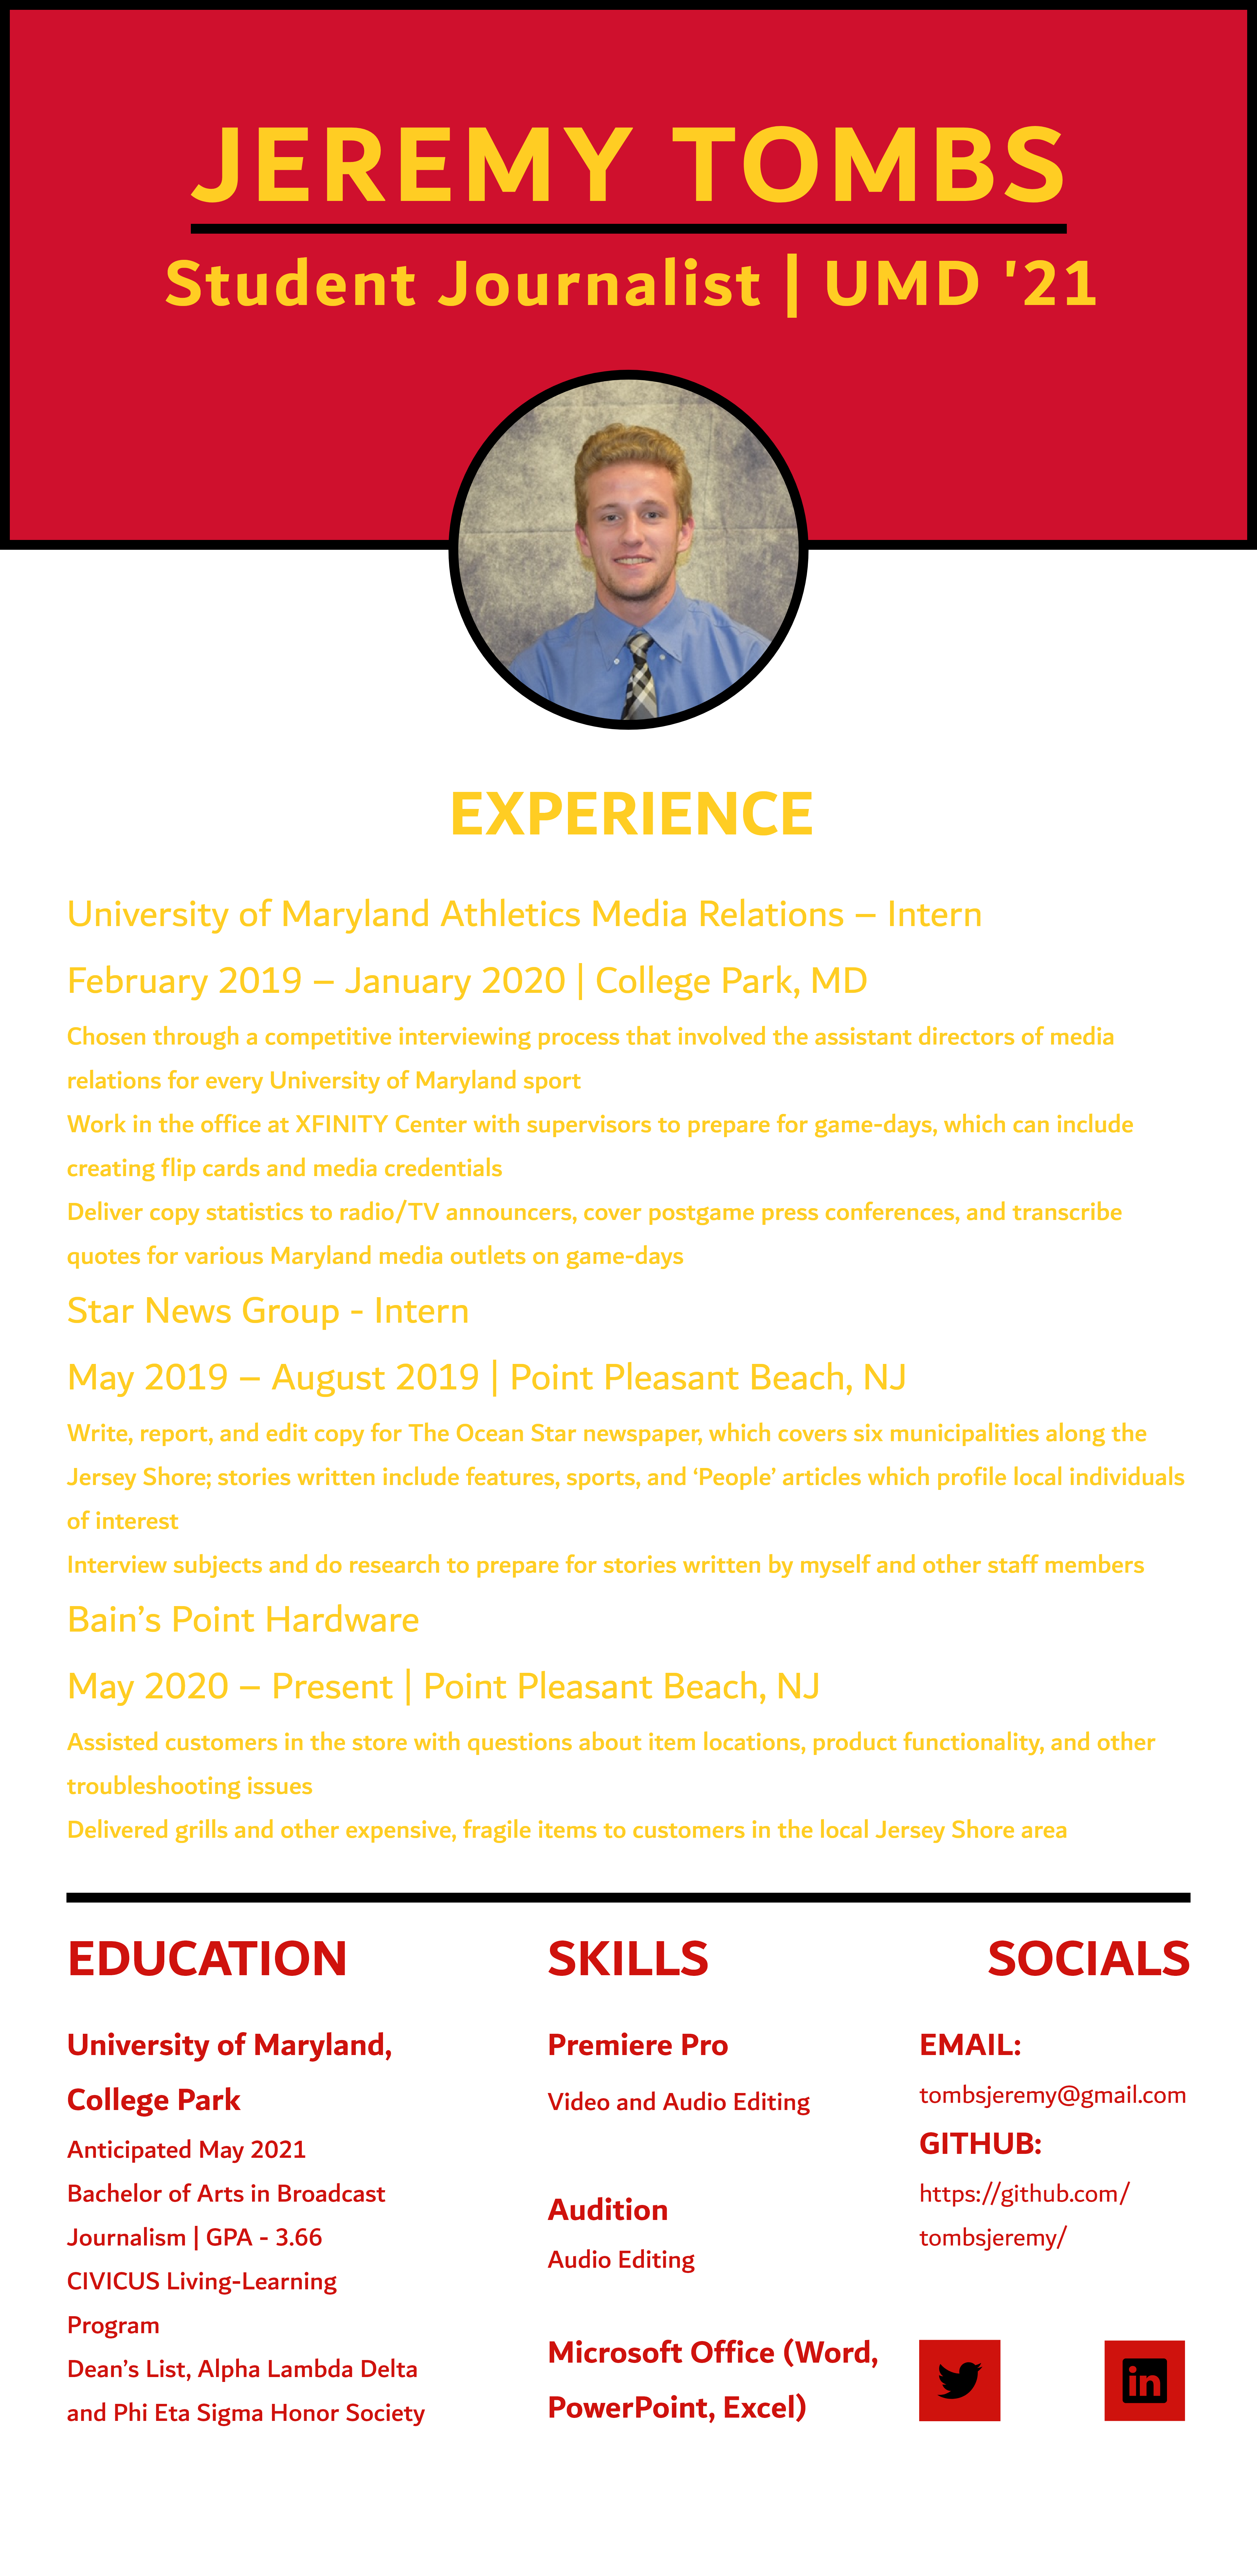 JEREMY TOMBS
Student Journalist | UMD '21
EXPERIENCE
University of Maryland Athletics Media Relations – Intern
February 2019 – January 2020 | College Park, MD
Chosen through a competitive interviewing process that involved the assistant directors of media
relations for every University of Maryland sport
Work in the office at XFINITY Center with supervisors to prepare for game-days, which can include
creating flip cards and media credentials
Deliver copy statistics to radio/TV announcers, cover postgame press conferences, and transcribe
quotes for various Maryland media outlets on game-days
Star News Group - Intern
May 2019 – August 2019 | Point Pleasant Beach, NJ
Write, report, and edit copy for The Ocean Star newspaper, which covers six municipalities along the
Jersey Shore; stories written include features, sports, and ‘People’ articles which profile local individuals
of interest
Interview subjects and do research to prepare for stories written by myself and other staff members
Bain’s Point Hardware
May 2020 – Present | Point Pleasant Beach, NJ
Assisted customers in the store with questions about item locations, product functionality, and other
troubleshooting issues
Delivered grills and other expensive, fragile items to customers in the local Jersey Shore area
EDUCATION
University of Maryland,
College Park
Anticipated May 2021
Bachelor of Arts in Broadcast
Journalism | GPA - 3.66
CIVICUS Living-Learning
Program
Dean’s List, Alpha Lambda Delta
and Phi Eta Sigma Honor Society
SKILLS
Premiere Pro
Video and Audio Editing
Audition
Audio Editing
Microsoft Office (Word,
PowerPoint, Excel)
SOCIALS
EMAIL:
tombsjeremy@gmail.com
GITHUB:
https://github.com/
tombsjeremy/
in